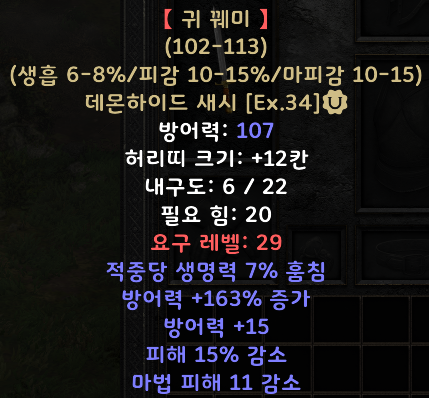 【 귀 꿰미 】
(102-113)
(생흡 6-8%/피감 10-15%/마피감 10-15)
데몬하이드 새시 [Ex.34]
방어력: 107
허리띠 크기: +12칸
내구도: 6 / 22
필요 힘: 20
요구 레벨: 29
적중당 생명력 7% 훔침
방어력 +163% 증가
방어력 +15
피해 15% 감소
마법 피해 11 감소